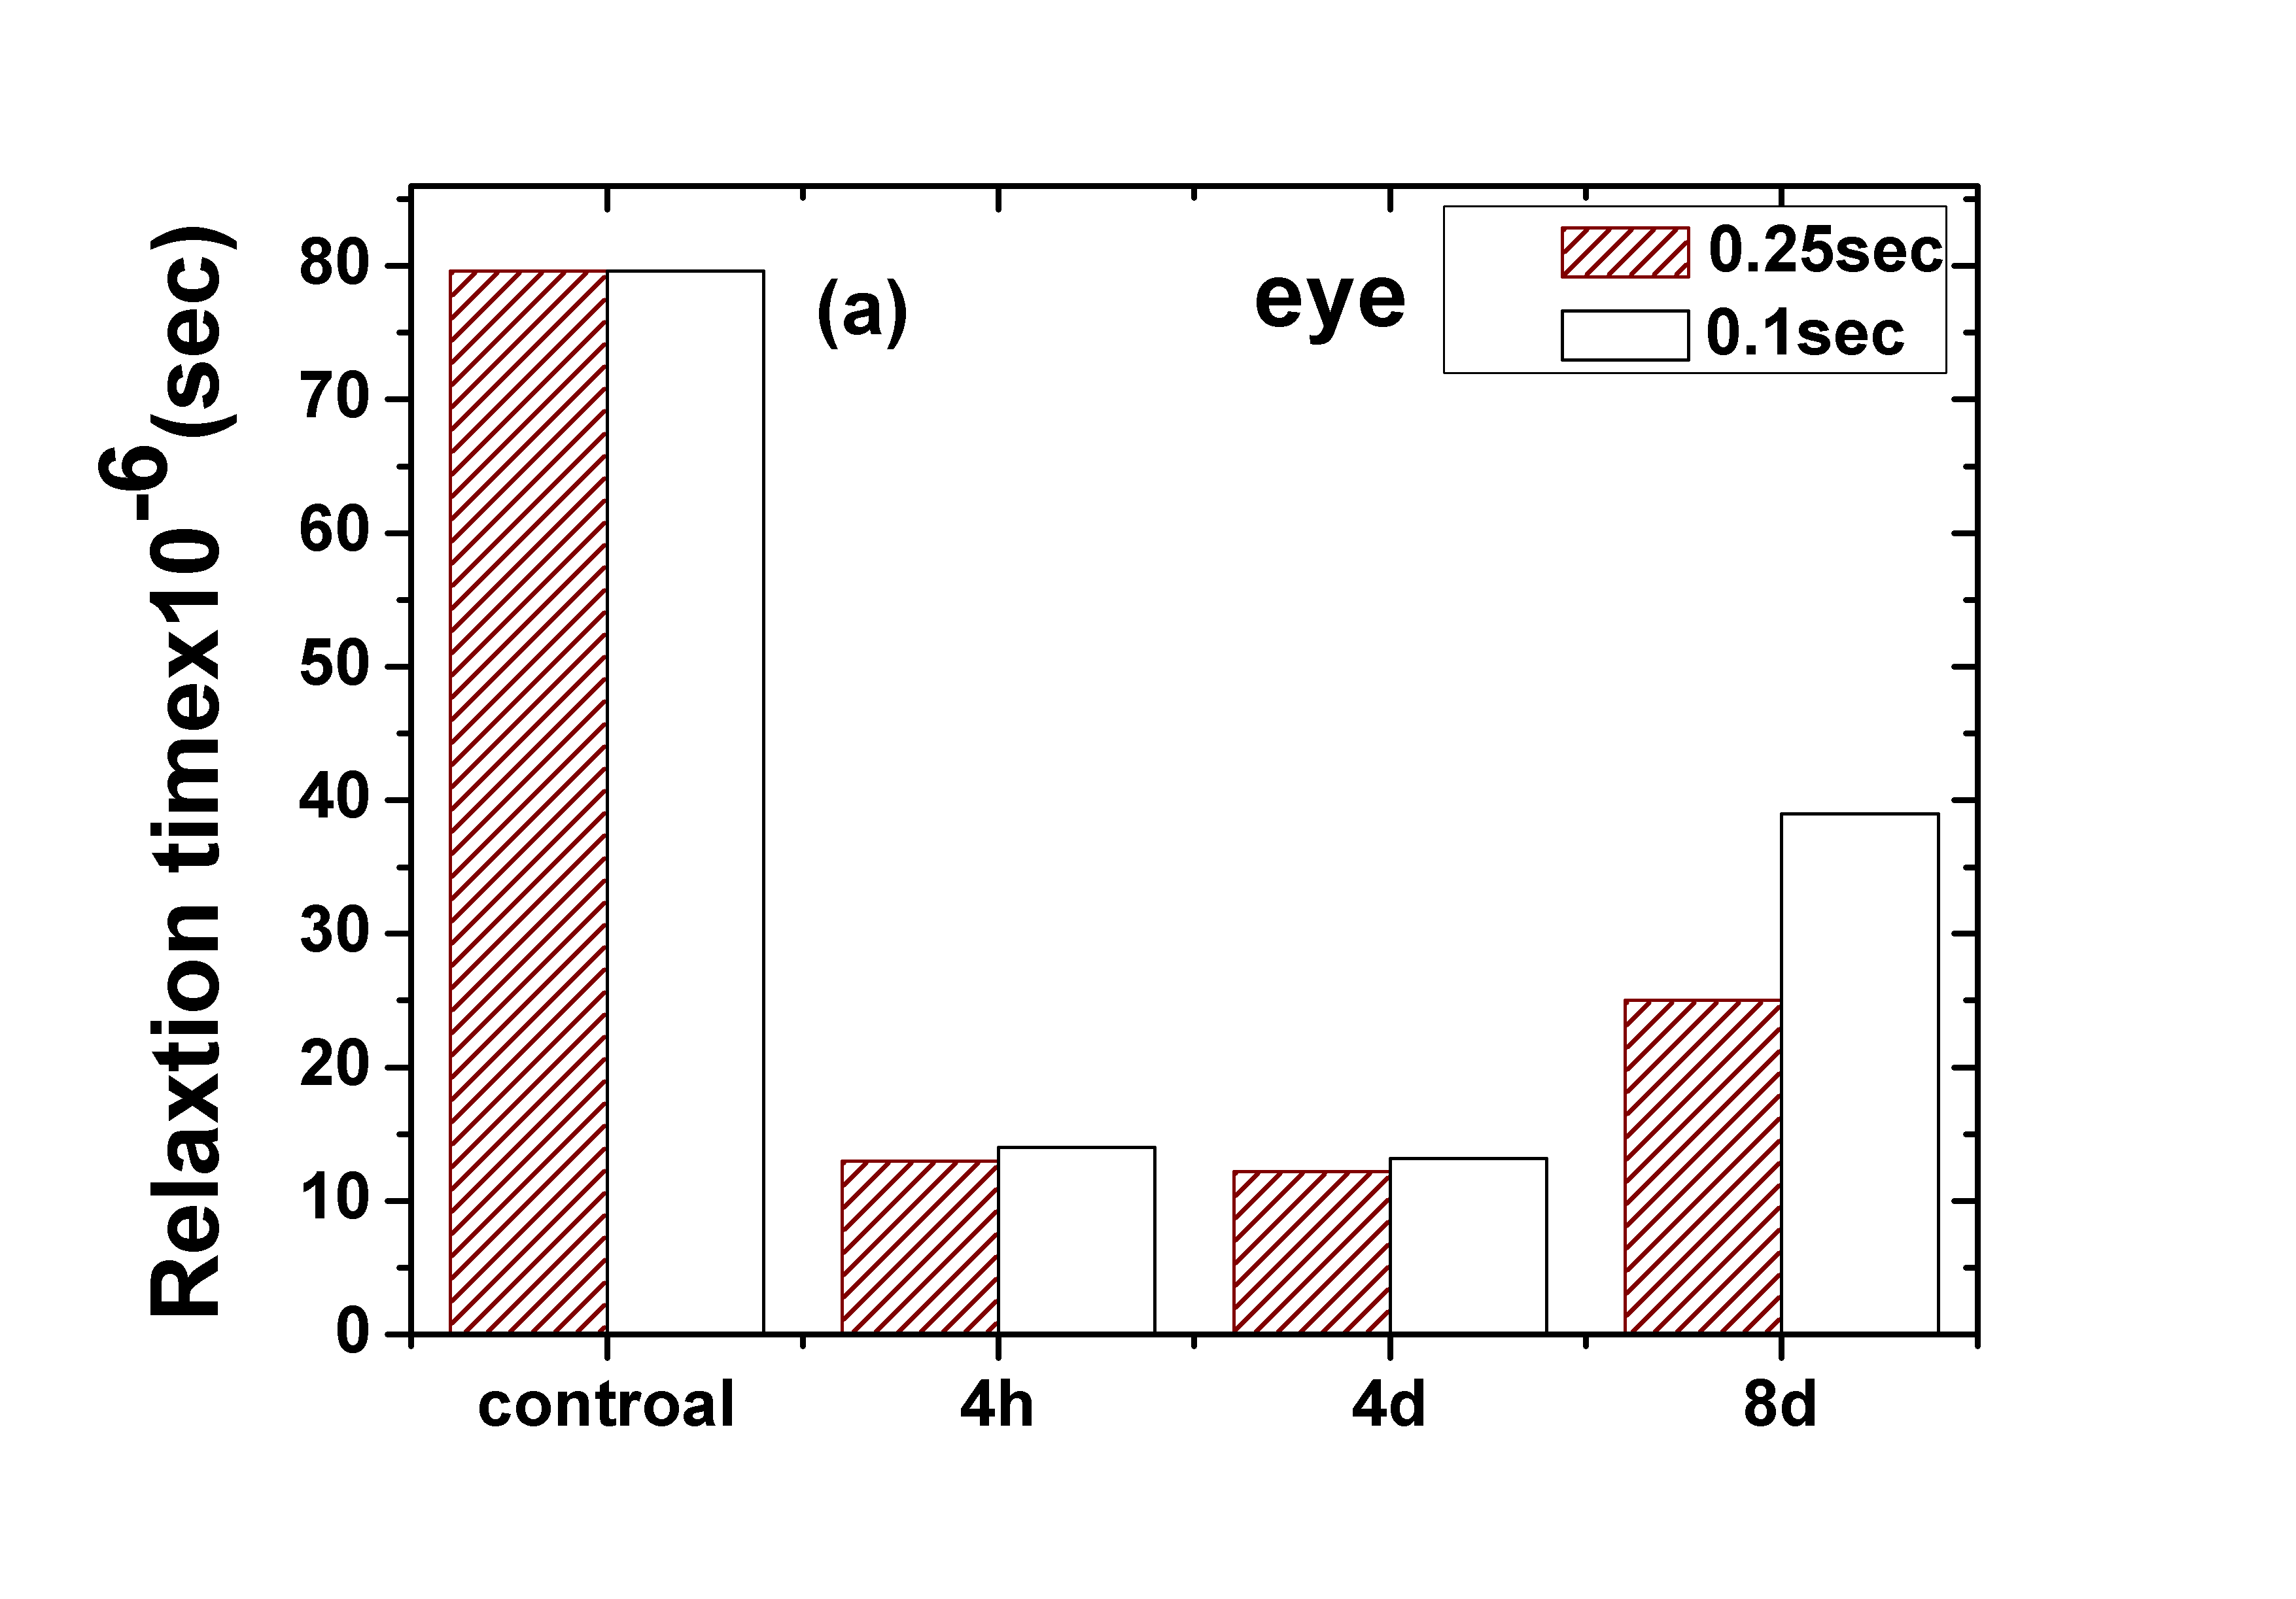 Relaxtion timex10-6(sec)
80
70
60
50
40
30
20
10
0
(a)
eye
0.25sec
0.1sec
controal
4h
4d
8d